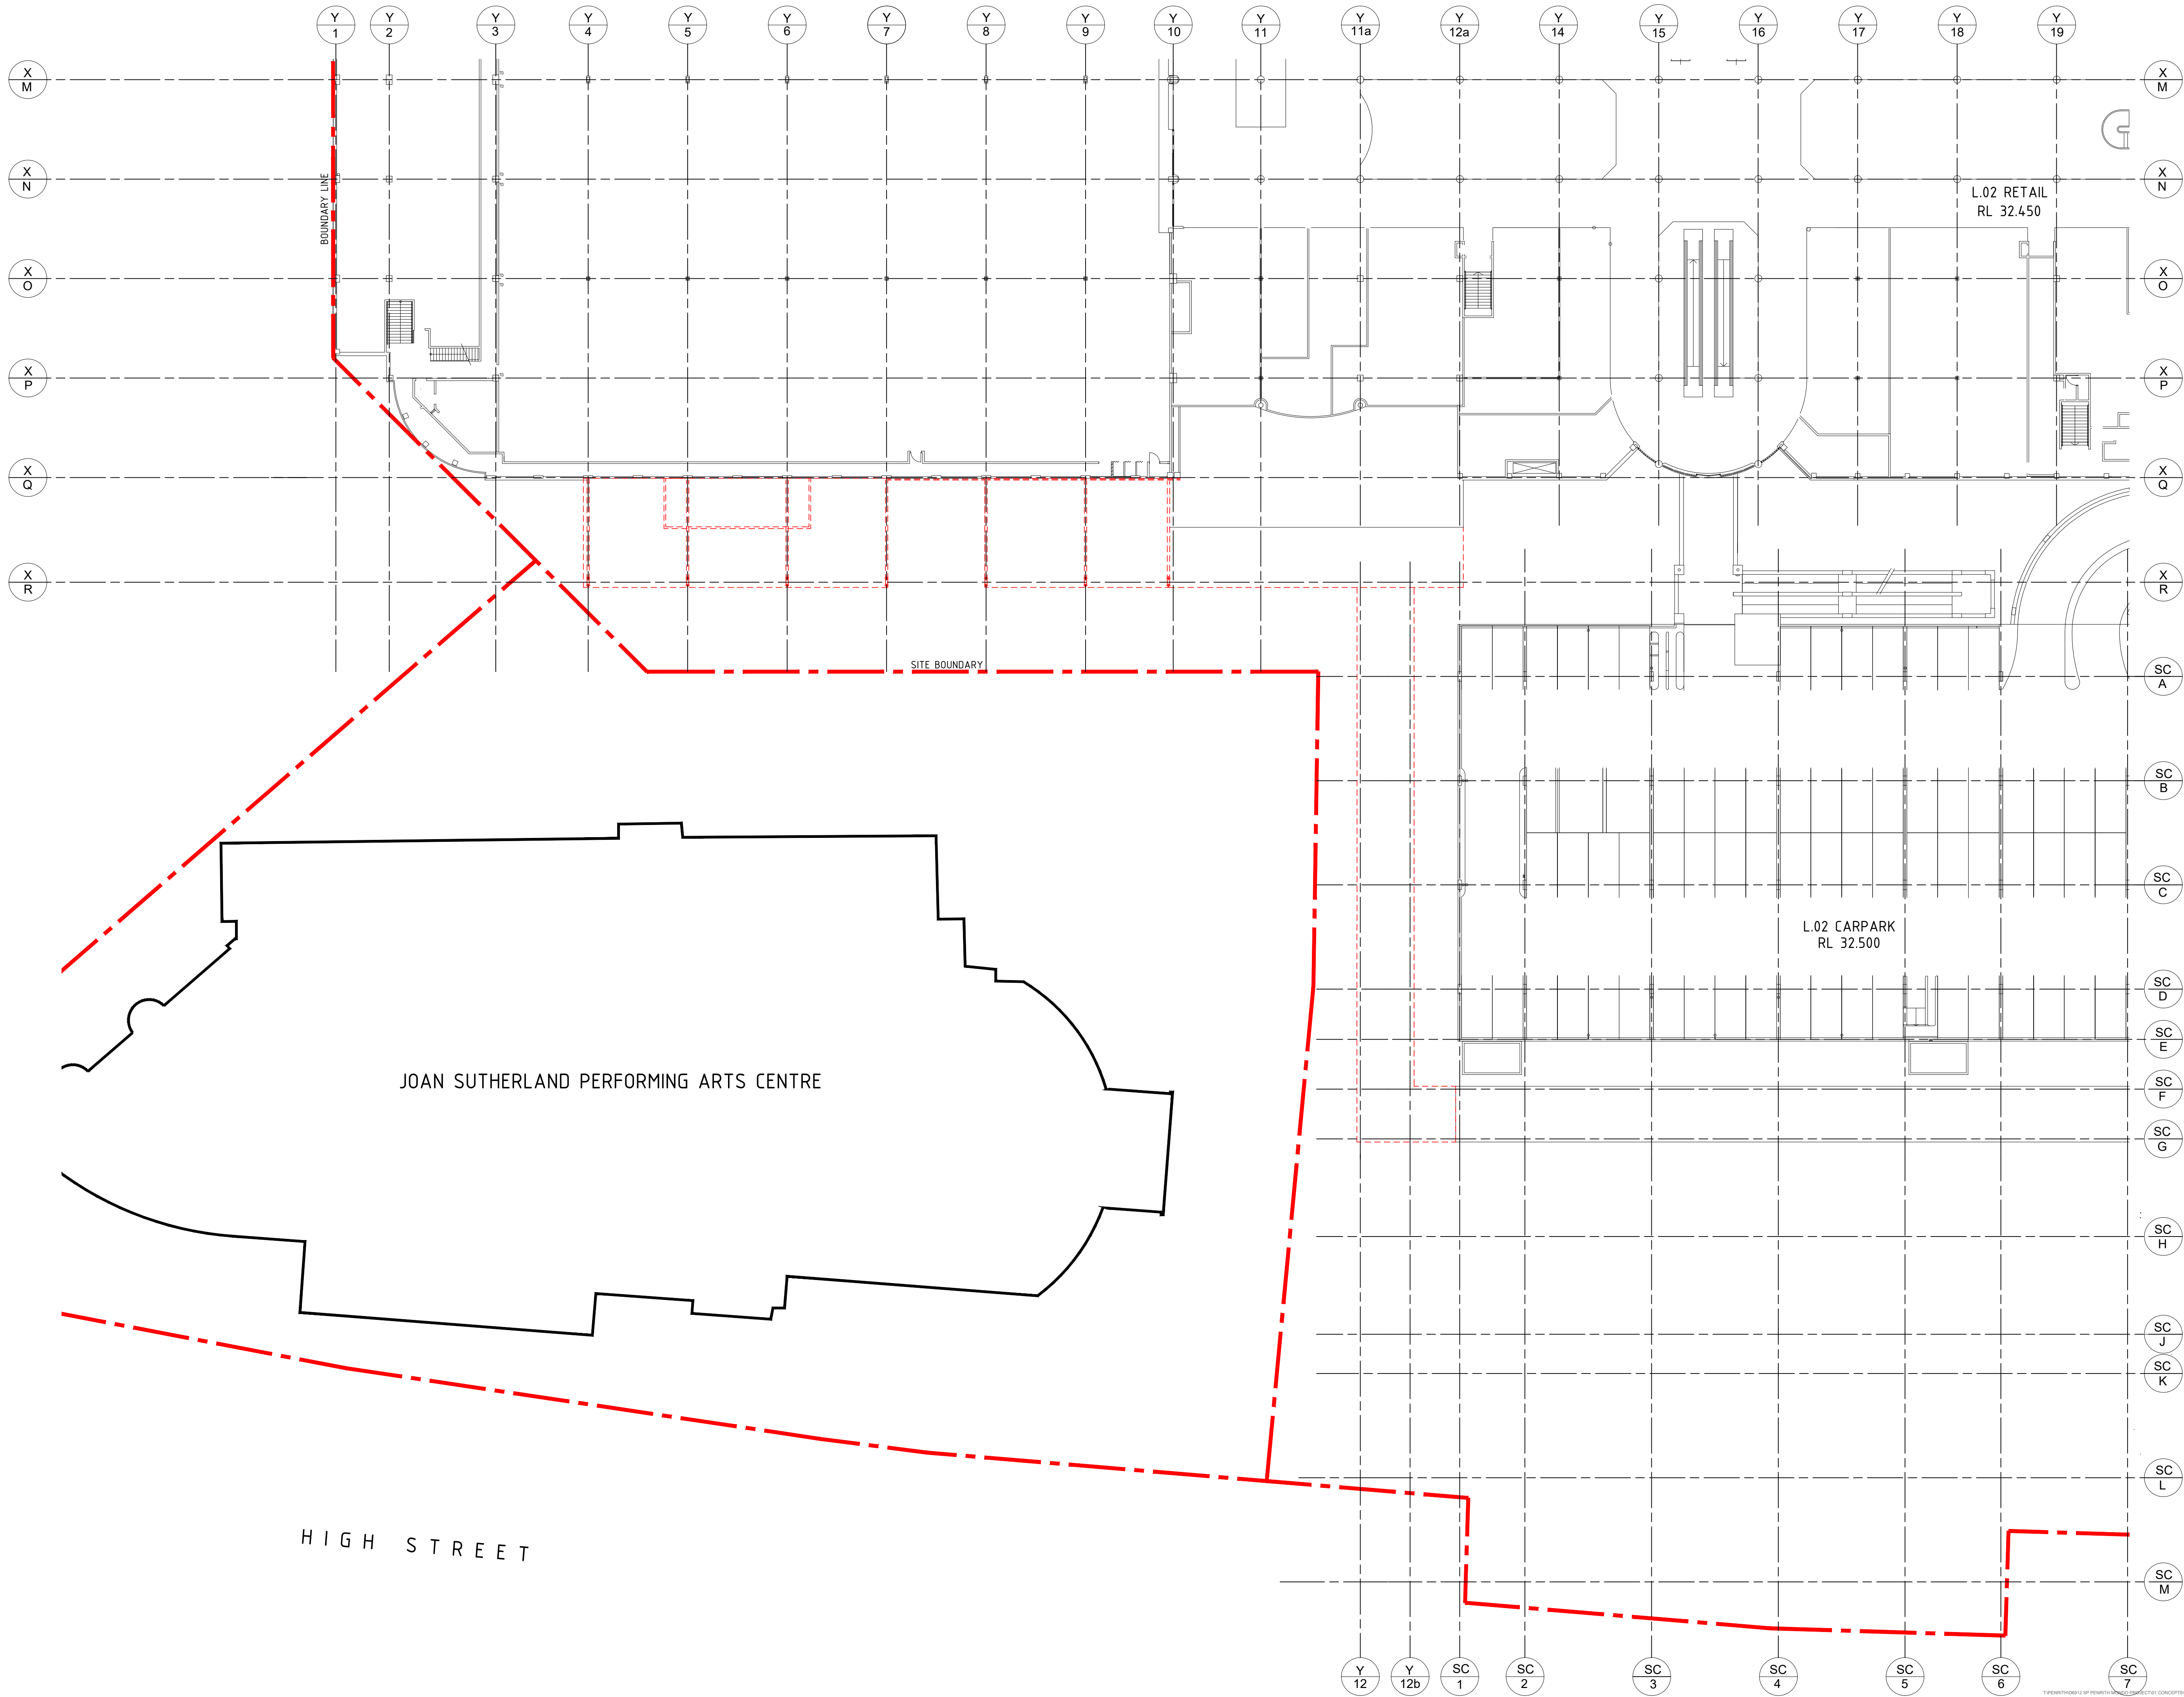 Y
1
Y
2
Y
3
Y
4
Y
5
Y
6
Y
7
Y
8
Y
9
Y
10
Y
11
Y
11a
Y
12a
Y
14
Y
15
Y
16
Y
17
Y
18
Y
19
X
M
X
M
X
N
X
N
BOUNDARY LINE
L.02 RETAIL
RL 32.450
X
O
X
O
X
P
X
P
X
Q
X
Q
X
R
X
R
SITE BOUNDARY
SC
A
SC
B
SC
C
L.02 CARPARK
RL 32.500
SC
D
SC
E
JOAN SUTHERLAND PERFORMING ARTS CENTRE
SC
F
SC
G
SC
H
SC
J
SC
K
SC
L
HIGH STREET
SC
M
Y
12
Y
12b
SC
1
SC
2
SC
3
SC
4
SC
5
SC
6
SC
7